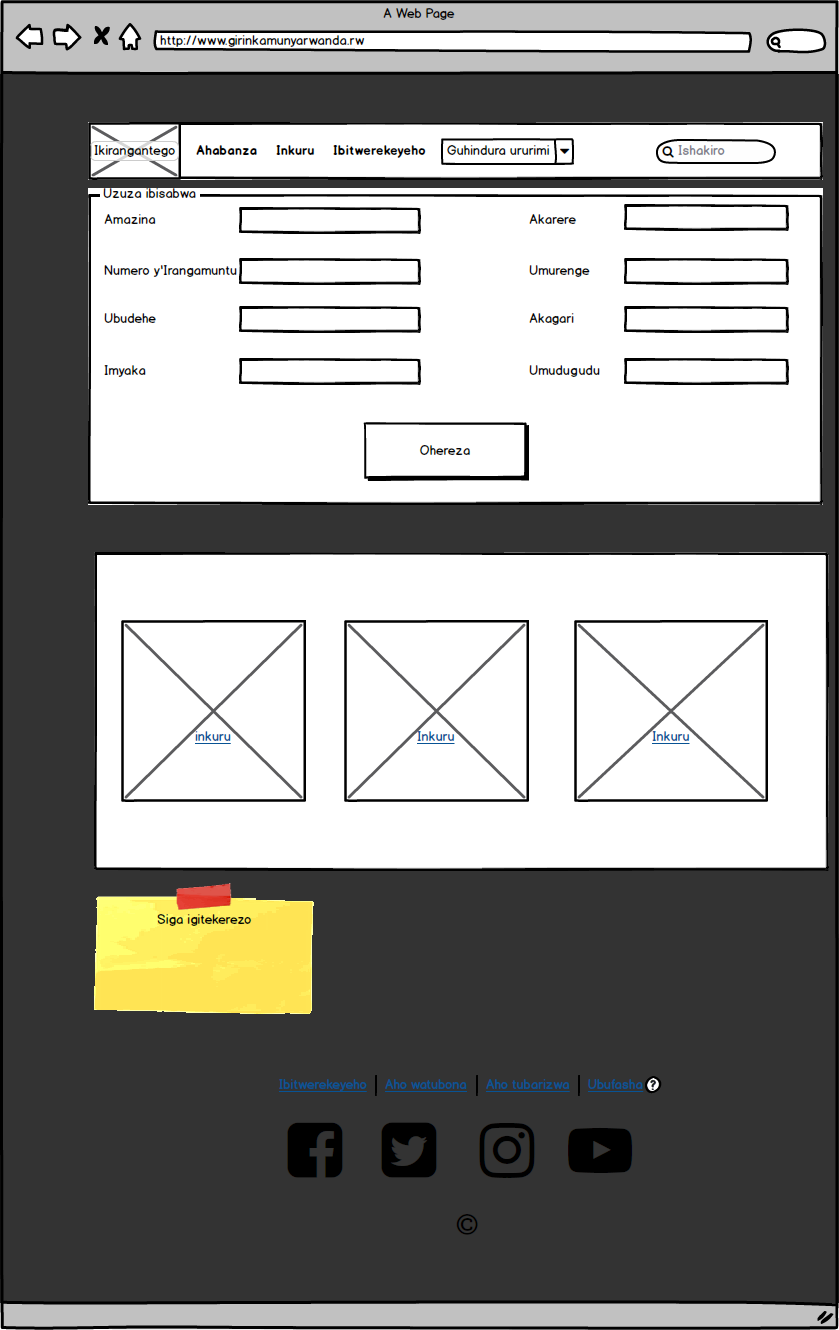 A Web Page
http://www.girinkamunyarwanda.rw
Ikirangantego Ahabanza Inkuru Ibitwerekeyeho Guhindura ururimi Ishakiro
Uzuza ibisabwa
Amazina Akarere
Numero y'Irangamuntu Umurenge
Ubudehe Akagari
Imyaka Umudugudu
Ohereza
inkuru Inkuru Inkuru
Siga igitekerezo
Ibitwerekeyeho Aho watubona Aho tubarizwa Ubufasha ?
©